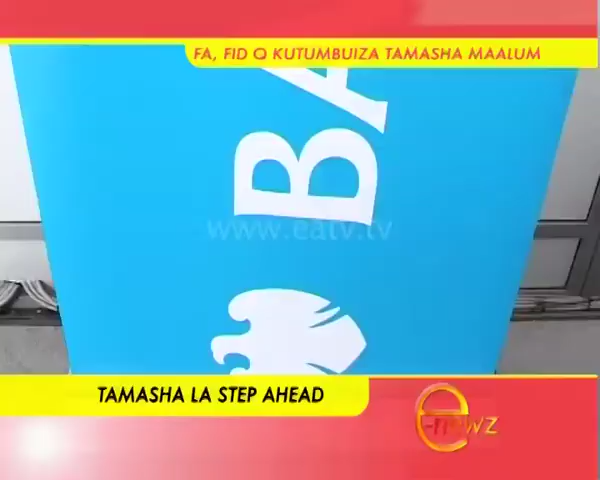 FA, FID Q KUTUMBUIZA TAMASHA MAALUM
BA
www.eatv.tv
TAMASHA LA STEP AHEAD
e-newz